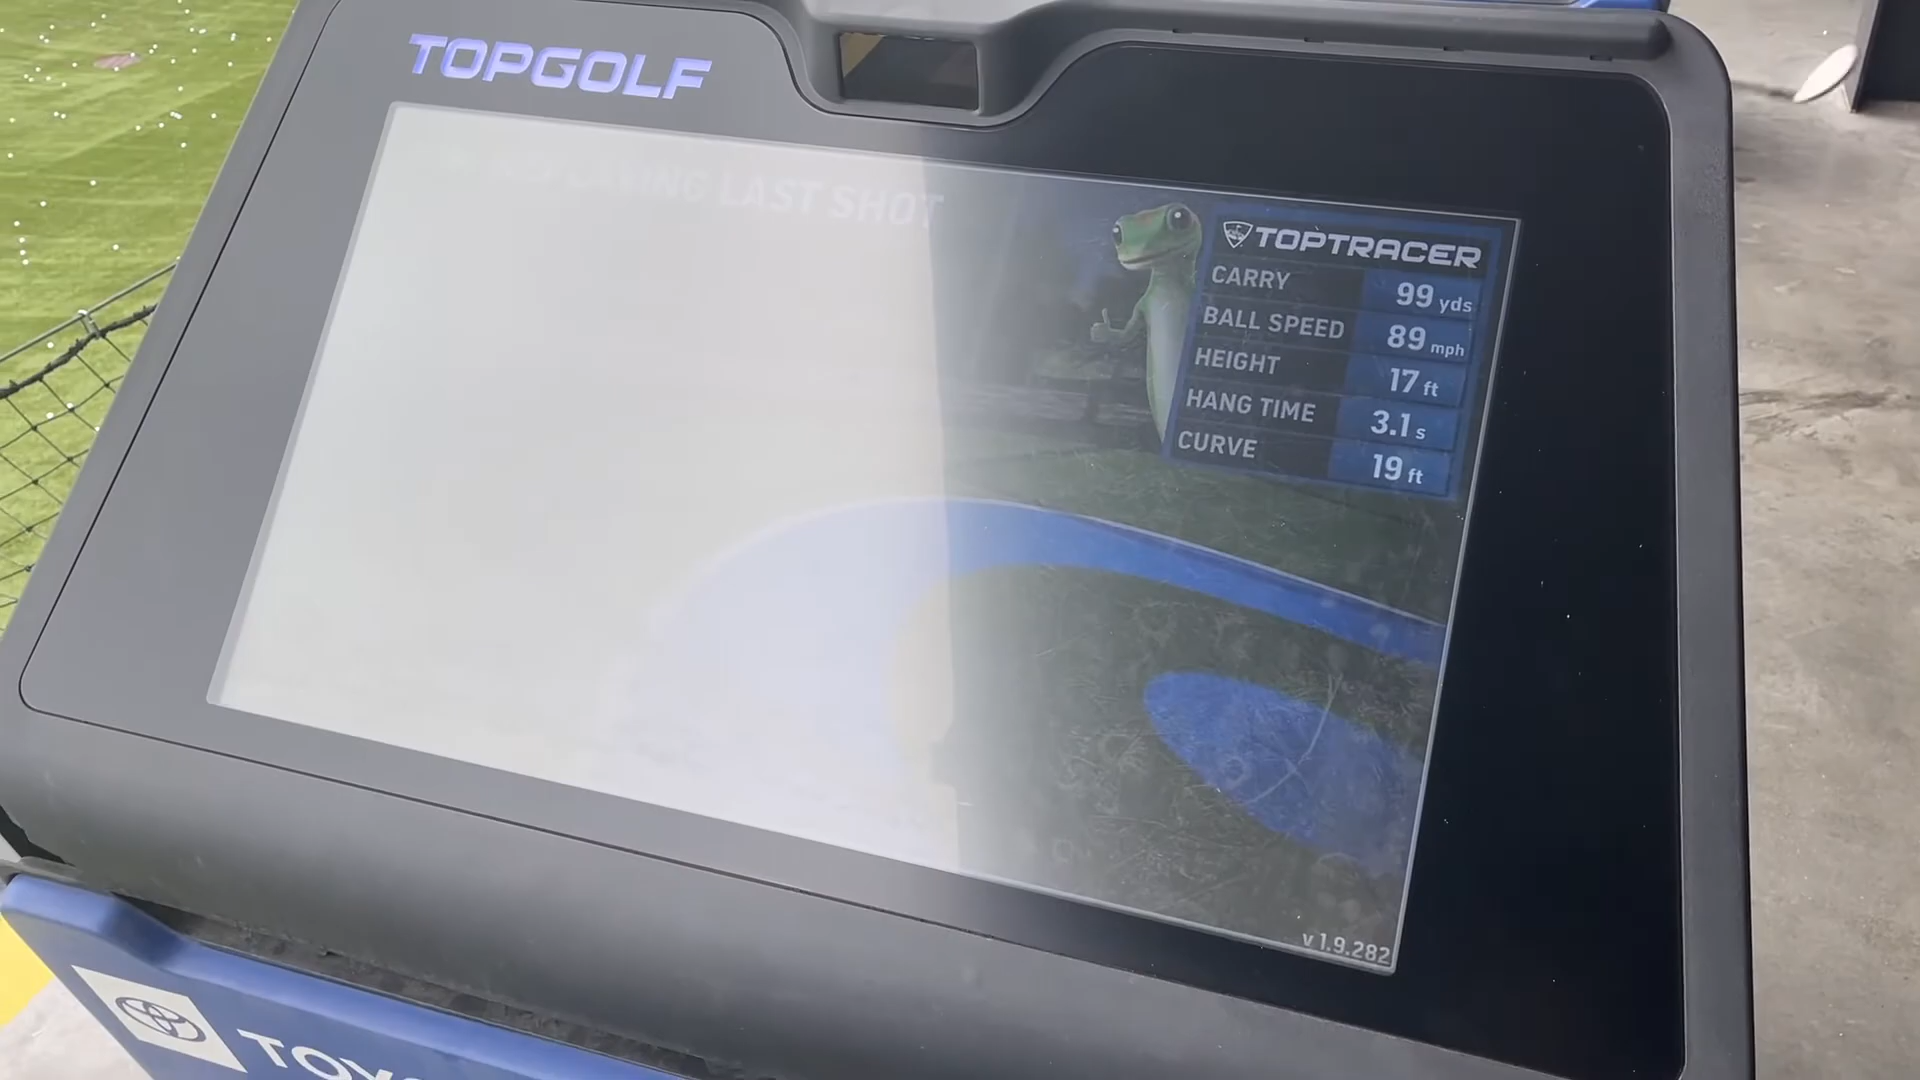 TOPGOLF
LAST SHOT
TOPTRACER
CARRY 99 yds
BALL SPEED 89 mph
HEIGHT 17 ft
HANG TIME 3.1 s
CURVE 19 ft
v 1.9.282